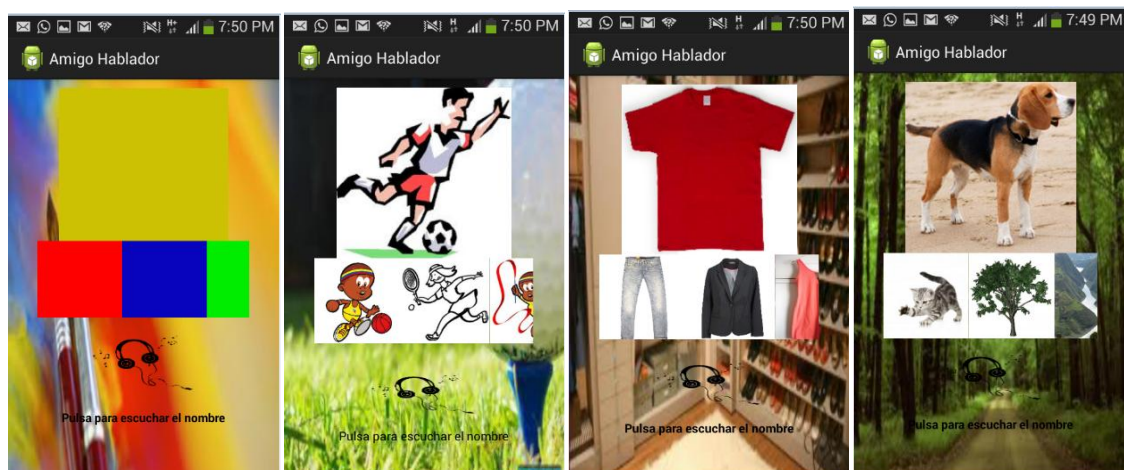 H+ 7:50 PM
Amigo Hablador
Pulsa para escuchar el nombre
H 7:50 PM
Amigo Hablador
Pulsa para escuchar el nombre
H 7:50 PM
Amigo Hablador
Pulsa para escuchar el nombre
H 7:49 PM
Amigo Hablador
Pulsa para escuchar el nombre